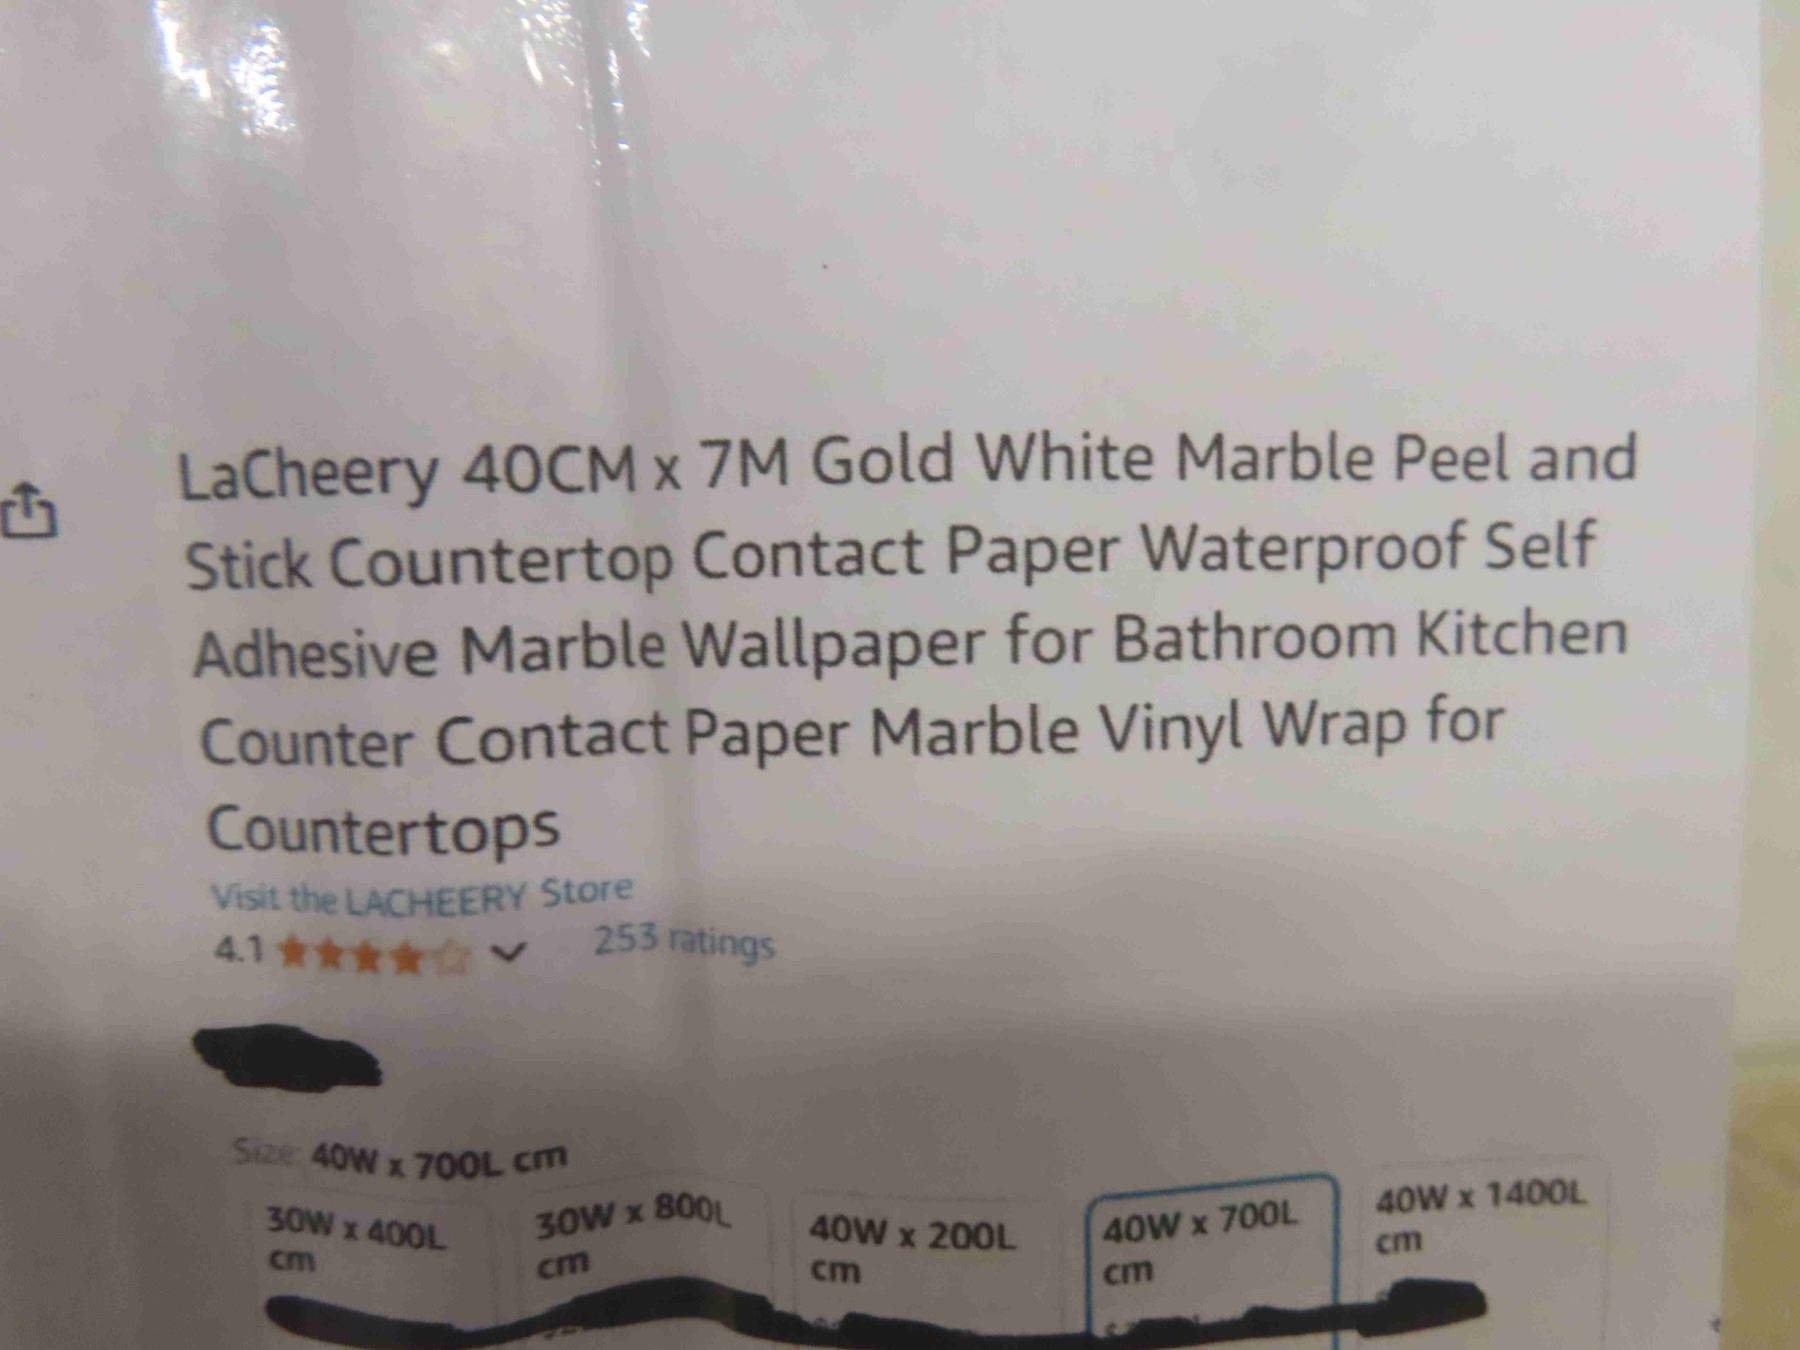 LaCheery 40CM x 7M Gold White Marble Peel and
Stick Countertop Contact Paper Waterproof Self
Adhesive Marble Wallpaper for Bathroom Kitchen
Counter Contact Paper Marble Vinyl Wrap for
Countertops
Visit the LACHEERY Store
4.1 253 ratings
Size: 40W x 700L cm
30W x 400L cm
30W x 800L cm
40W x 200L cm
40W x 700L cm
40W x 1400L cm